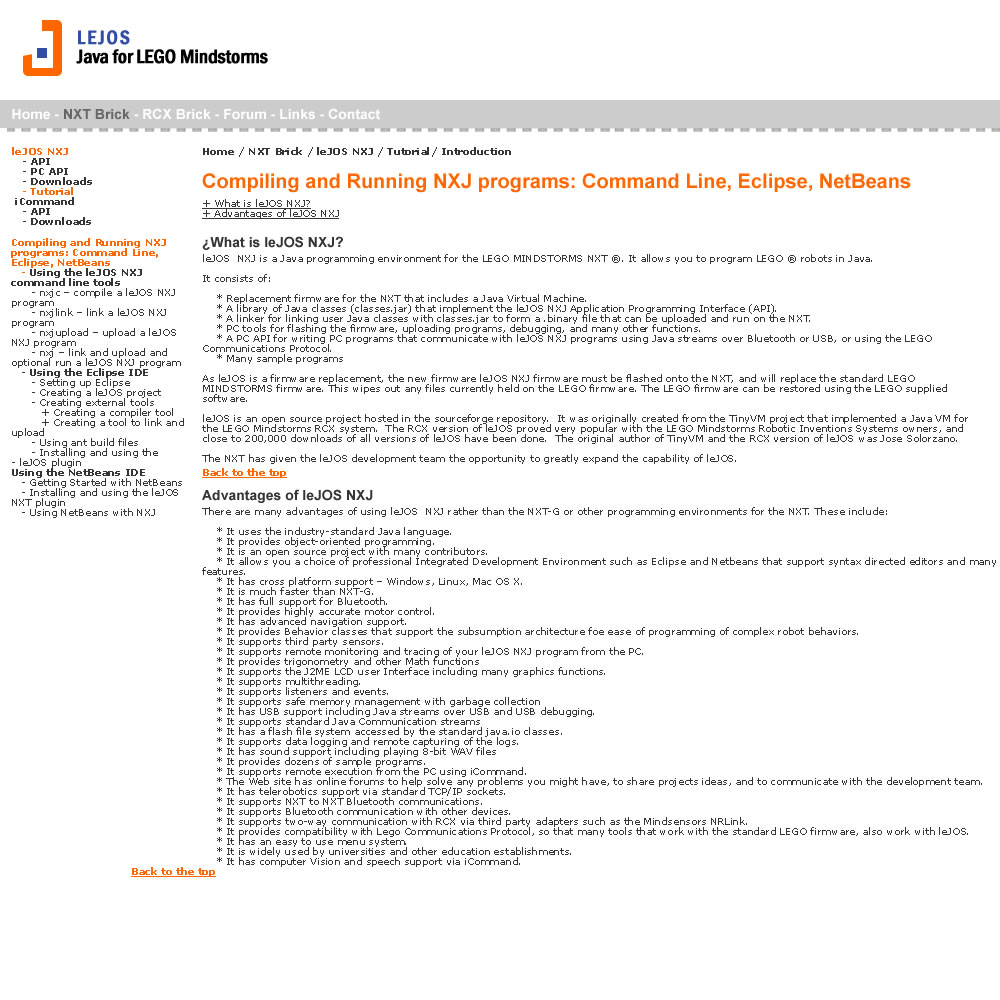 LEJOS
Java for LEGO Mindstorms
Home - NXT Brick - RCX Brick - Forum - Links - Contact
leJOS NXJ
- API
- PC API
- Downloads
- Tutorial
iCommand
- API
- Downloads
Compiling and Running NXJ
programs: Command Line,
Eclipse, NetBeans
- Using the leJOS NXJ
command line tools
- nxjc – compile a leJOS NXJ
program
- nxjlink – link a leJOS NXJ
program
- nxjupload – upload a leJOS
NXJ program
- nxj – link and upload and
optional run a leJOS NXJ program
- Using the Eclipse IDE
- Setting up Eclipse
- Creating a leJOS project
- Creating external tools
+ Creating a compiler tool
+ Creating a tool to link and
upload
- Using ant build files
- Installing and using the
- leJOS plugin
Using the NetBeans IDE
- Getting Started with NetBeans
- Installing and using the leJOS
NXT plugin
- Using NetBeans with NXJ
Home / NXT Brick / leJOS NXJ / Tutorial / Introduction
Compiling and Running NXJ programs: Command Line, Eclipse, NetBeans
+ What is leJOS NXJ?
+ Advantages of leJOS NXJ
¿What is leJOS NXJ?
leJOS NXJ is a Java programming environment for the LEGO MINDSTORMS NXT ®. It allows you to program LEGO ® robots in Java.
It consists of:
* Replacement firmware for the NXT that includes a Java Virtual Machine.
* A library of Java classes (classes.jar) that implement the leJOS NXJ Application Programming Interface (API).
* A linker for linking user Java classes with classes.jar to form a .binary file that can be uploaded and run on the NXT.
* PC tools for flashing the firmware, uploading programs, debugging, and many other functions.
* A PC API for writing PC programs that communicate with leJOS NXJ programs using Java streams over Bluetooth or USB, or using the LEGO
Communications Protocol.
* Many sample programs
As leJOS is a firmware replacement, the new firmware leJOS NXJ firmware must be flashed onto the NXT, and will replace the standard LEGO
MINDSTORMS firmware. This wipes out any files currently held on the LEGO firmware. The LEGO firmware can be restored using the LEGO supplied
software.
leJOS is an open source project hosted in the sourceforge repository. It was originally created from the TinyVM project that implemented a Java VM for
the LEGO Mindstorms RCX system. The RCX version of leJOS proved very popular with the LEGO Mindstorms Robotic Inventions Systems owners, and
close to 200,000 downloads of all versions of leJOS have been done. The original author of TinyVM and the RCX version of leJOS was Jose Solorzano.
The NXT has given the leJOS development team the opportunity to greatly expand the capability of leJOS.
Back to the top
Advantages of leJOS NXJ
There are many advantages of using leJOS NXJ rather than the NXT-G or other programming environments for the NXT. These include:
* It uses the industry-standard Java language.
* It provides object-oriented programming.
* It is an open source project with many contributors.
* It allows you a choice of professional Integrated Development Environment such as Eclipse and Netbeans that support syntax directed editors and many
features.
* It has cross platform support – Windows, Linux, Mac OS X.
* It is much faster than NXT-G.
* It has full support for Bluetooth.
* It provides highly accurate motor control.
* It has advanced navigation support.
* It provides Behavior classes that support the subsumption architecture foe ease of programming of complex robot behaviors.
* It supports third party sensors.
* It supports remote monitoring and tracing of your leJOS NXJ program from the PC.
* It provides trigonometry and other Math functions
* It supports the J2ME LCD user Interface including many graphics functions.
* It supports multithreading.
* It supports listeners and events.
* It supports safe memory management with garbage collection
* It has USB support including Java streams over USB and USB debugging.
* It supports standard Java Communication streams
* It has a flash file system accessed by the standard java.io classes.
* It supports data logging and remote capturing of the logs.
* It has sound support including playing 8-bit WAV files
* It provides dozens of sample programs.
* It supports remote execution from the PC using iCommand.
* The Web site has online forums to help solve any problems you might have, to share projects ideas, and to communicate with the development team.
* It has telerobotics support via standard TCP/IP sockets.
* It supports NXT to NXT Bluetooth communications.
* It supports Bluetooth communication with other devices.
* It supports two-way communication with RCX via third party adapters such as the Mindsensors NRLink.
* It provides compatibility with Lego Communications Protocol, so that many tools that work with the standard LEGO firmware, also work with leJOS.
* It has an easy to use menu system.
* It is widely used by universities and other education establishments.
* It has computer Vision and speech support via iCommand.
Back to the top